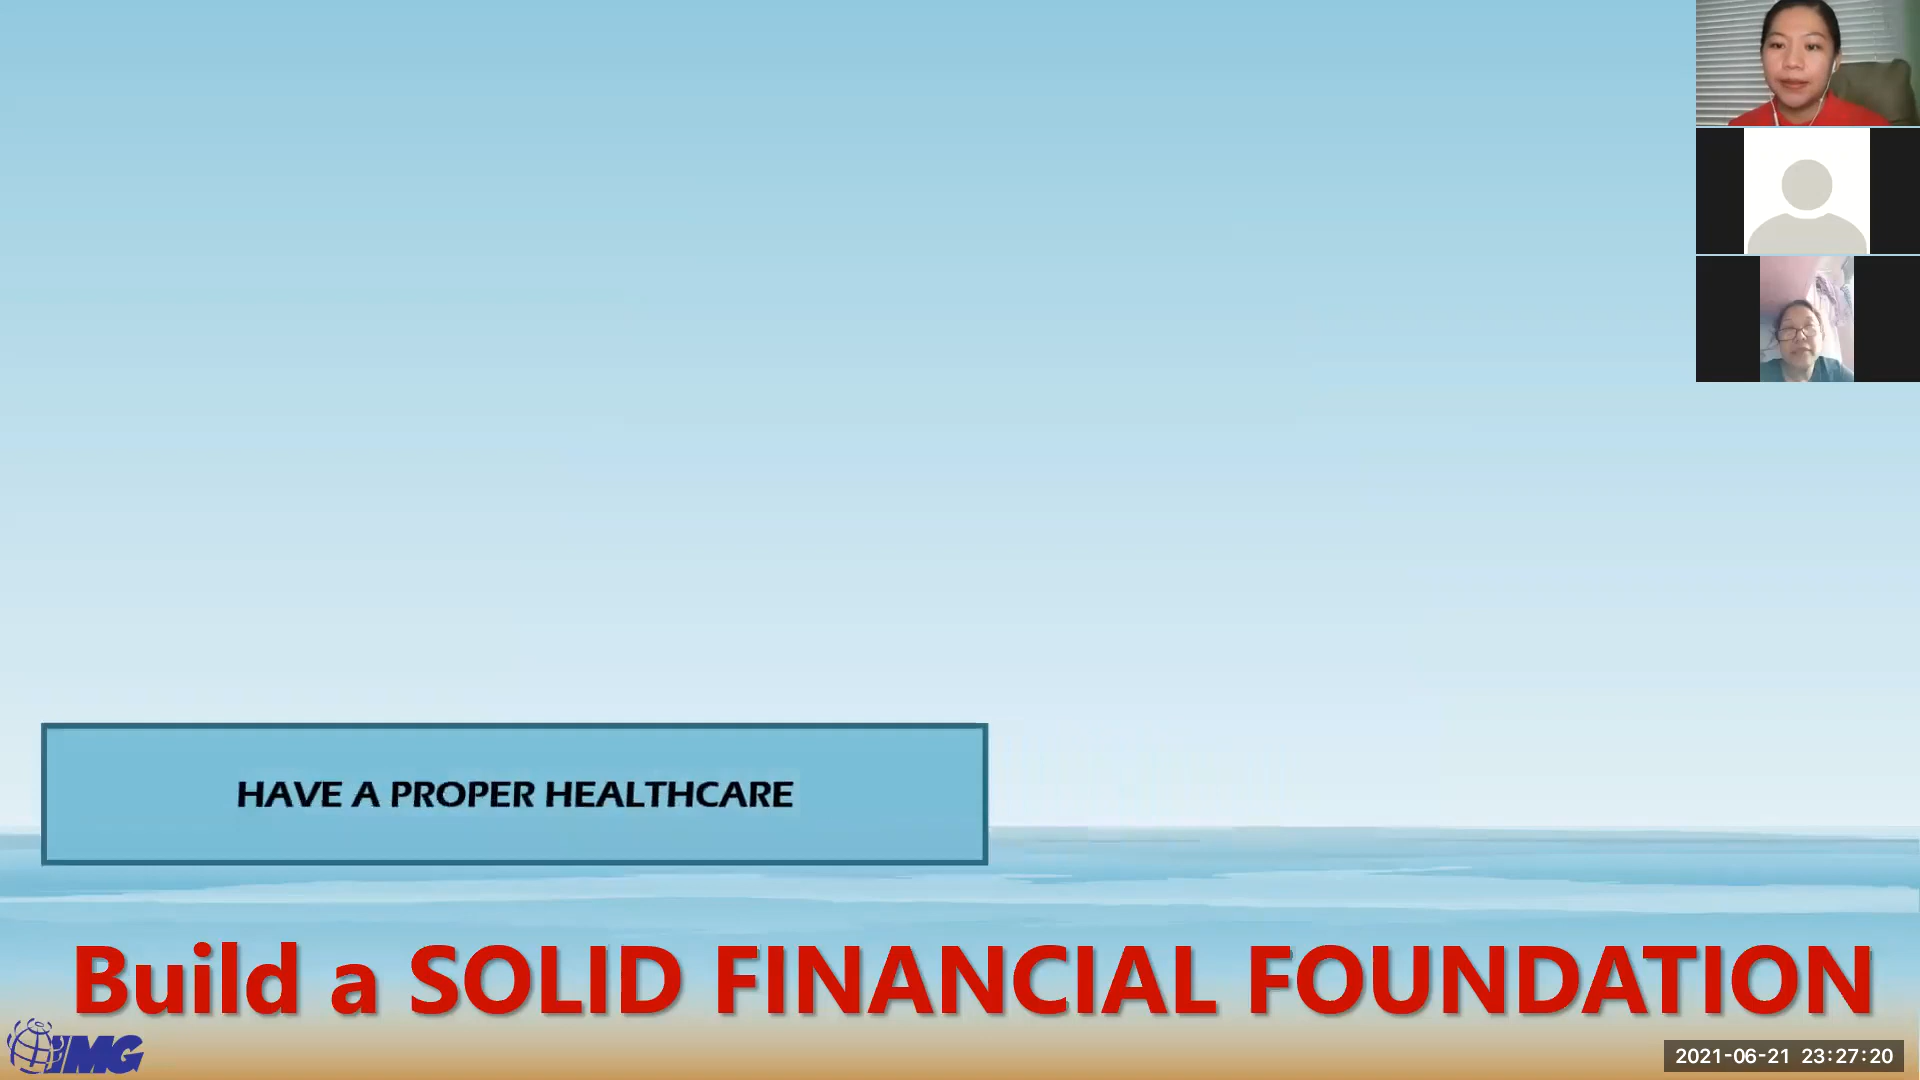 HAVE A PROPER HEALTHCARE
Build a SOLID FINANCIAL FOUNDATION
IMG
2021-06-21 23:27:20